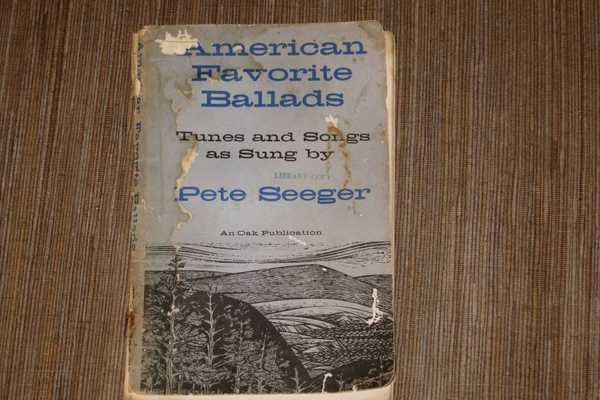 American
Favorite
Ballads
Tunes and Songs
as Sung by
LIBRARY COPY
Pete Seeger
An Oak Publication